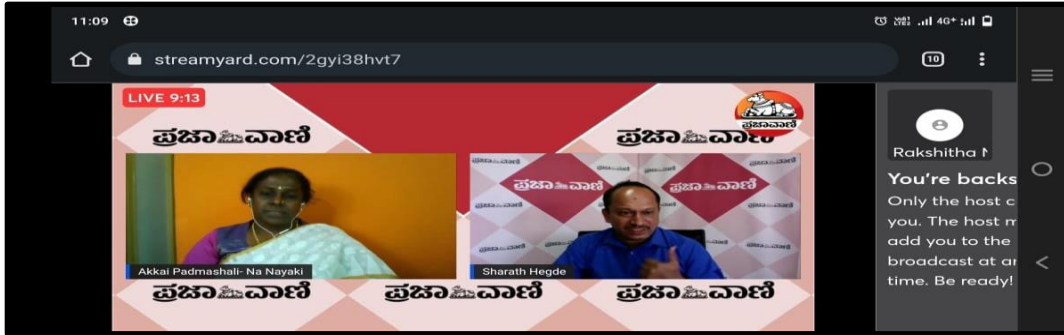 11:09
4G+
streamyard.com/2gyi38hvt7
10
LIVE 9:13
ಪ್ರಜಾವಾಣಿ
ಪ್ರಜಾವಾಣಿ
ಪ್ರಜಾವಾಣಿ
Rakshitha N
You're backs
Only the host c
you. The host m
add you to the
broadcast at ar
time. Be ready!
ಪ್ರಜಾವಾಣಿ
ಪ್ರಜಾವಾಣಿ
Akkai Padmashali- Na Nayaki
Sharath Hegde
ಪ್ರಜಾವಾಣಿ
ಪ್ರಜಾವಾಣಿ
ಪ್ರಜಾವಾಣಿ